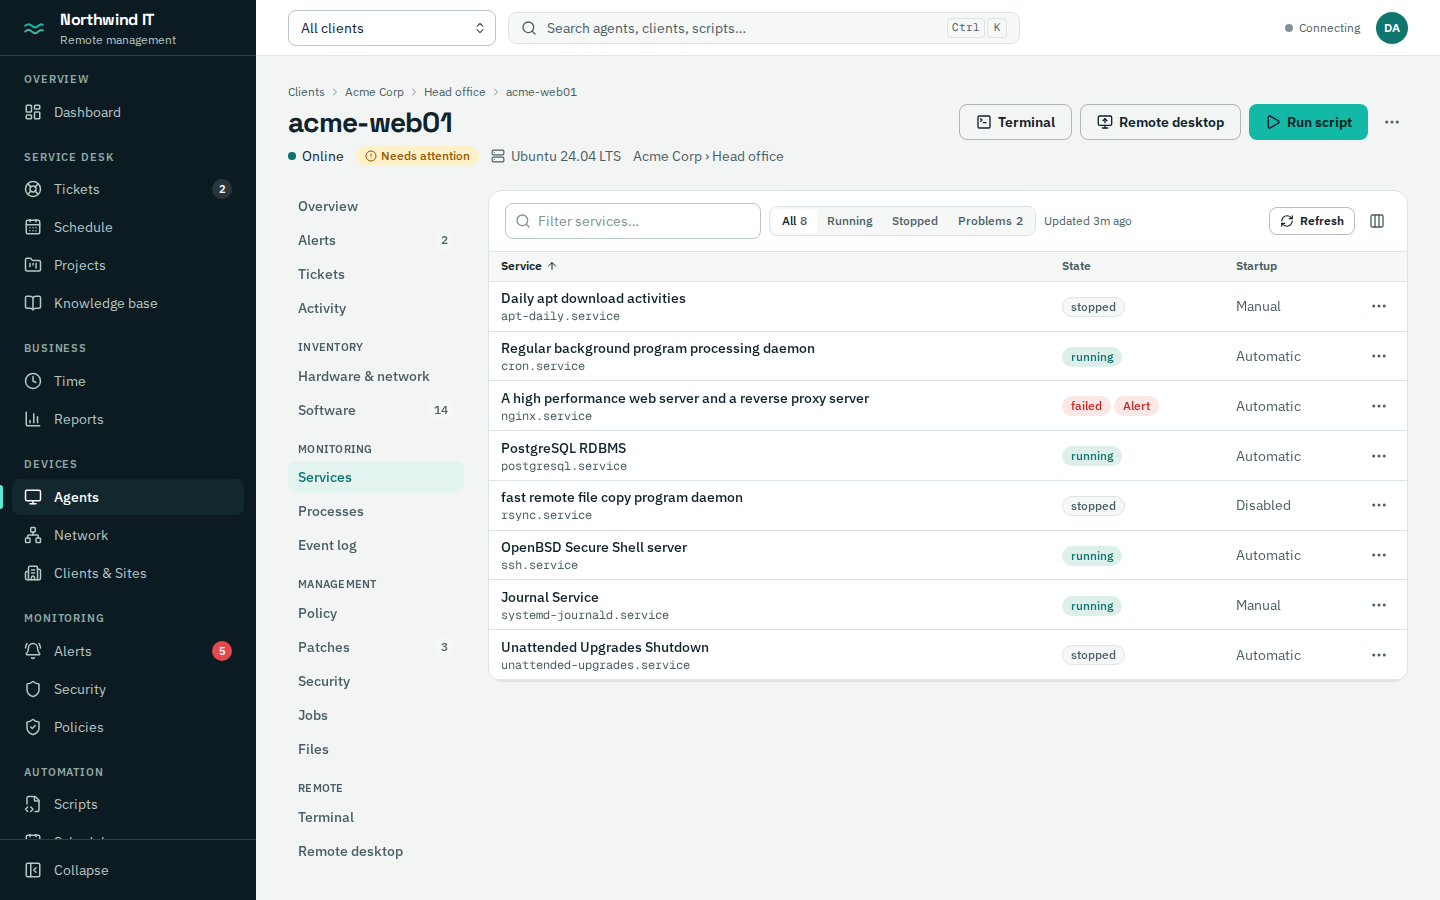 Northwind IT
Remote management
OVERVIEW
Dashboard
SERVICE DESK
Tickets 2
Schedule
Projects
Knowledge base
BUSINESS
Time
Reports
DEVICES
Agents
Network
Clients & Sites
MONITORING
Alerts 5
Security
Policies
AUTOMATION
Scripts
Collapse
All clients
Search agents, clients, scripts...
Ctrl K
Connecting
DA
Clients > Acme Corp > Head office > acme-web01
acme-web01
Online Needs attention Ubuntu 24.04 LTS Acme Corp › Head office
Terminal
Remote desktop
Run script
Overview
Alerts 2
Tickets
Activity
INVENTORY
Hardware & network
Software 14
MONITORING
Services
Processes
Event log
MANAGEMENT
Policy
Patches 3
Security
Jobs
Files
REMOTE
Terminal
Remote desktop
Filter services...
All 8 Running Stopped Problems 2 Updated 3m ago
Refresh
Service ↑ State Startup
Daily apt download activities
apt-daily.service
stopped Manual
Regular background program processing daemon
cron.service
running Automatic
A high performance web server and a reverse proxy server
nginx.service
failed Alert Automatic
PostgreSQL RDBMS
postgresql.service
running Automatic
fast remote file copy program daemon
rsync.service
stopped Disabled
OpenBSD Secure Shell server
ssh.service
running Automatic
Journal Service
systemd-journald.service
running Manual
Unattended Upgrades Shutdown
unattended-upgrades.service
stopped Automatic